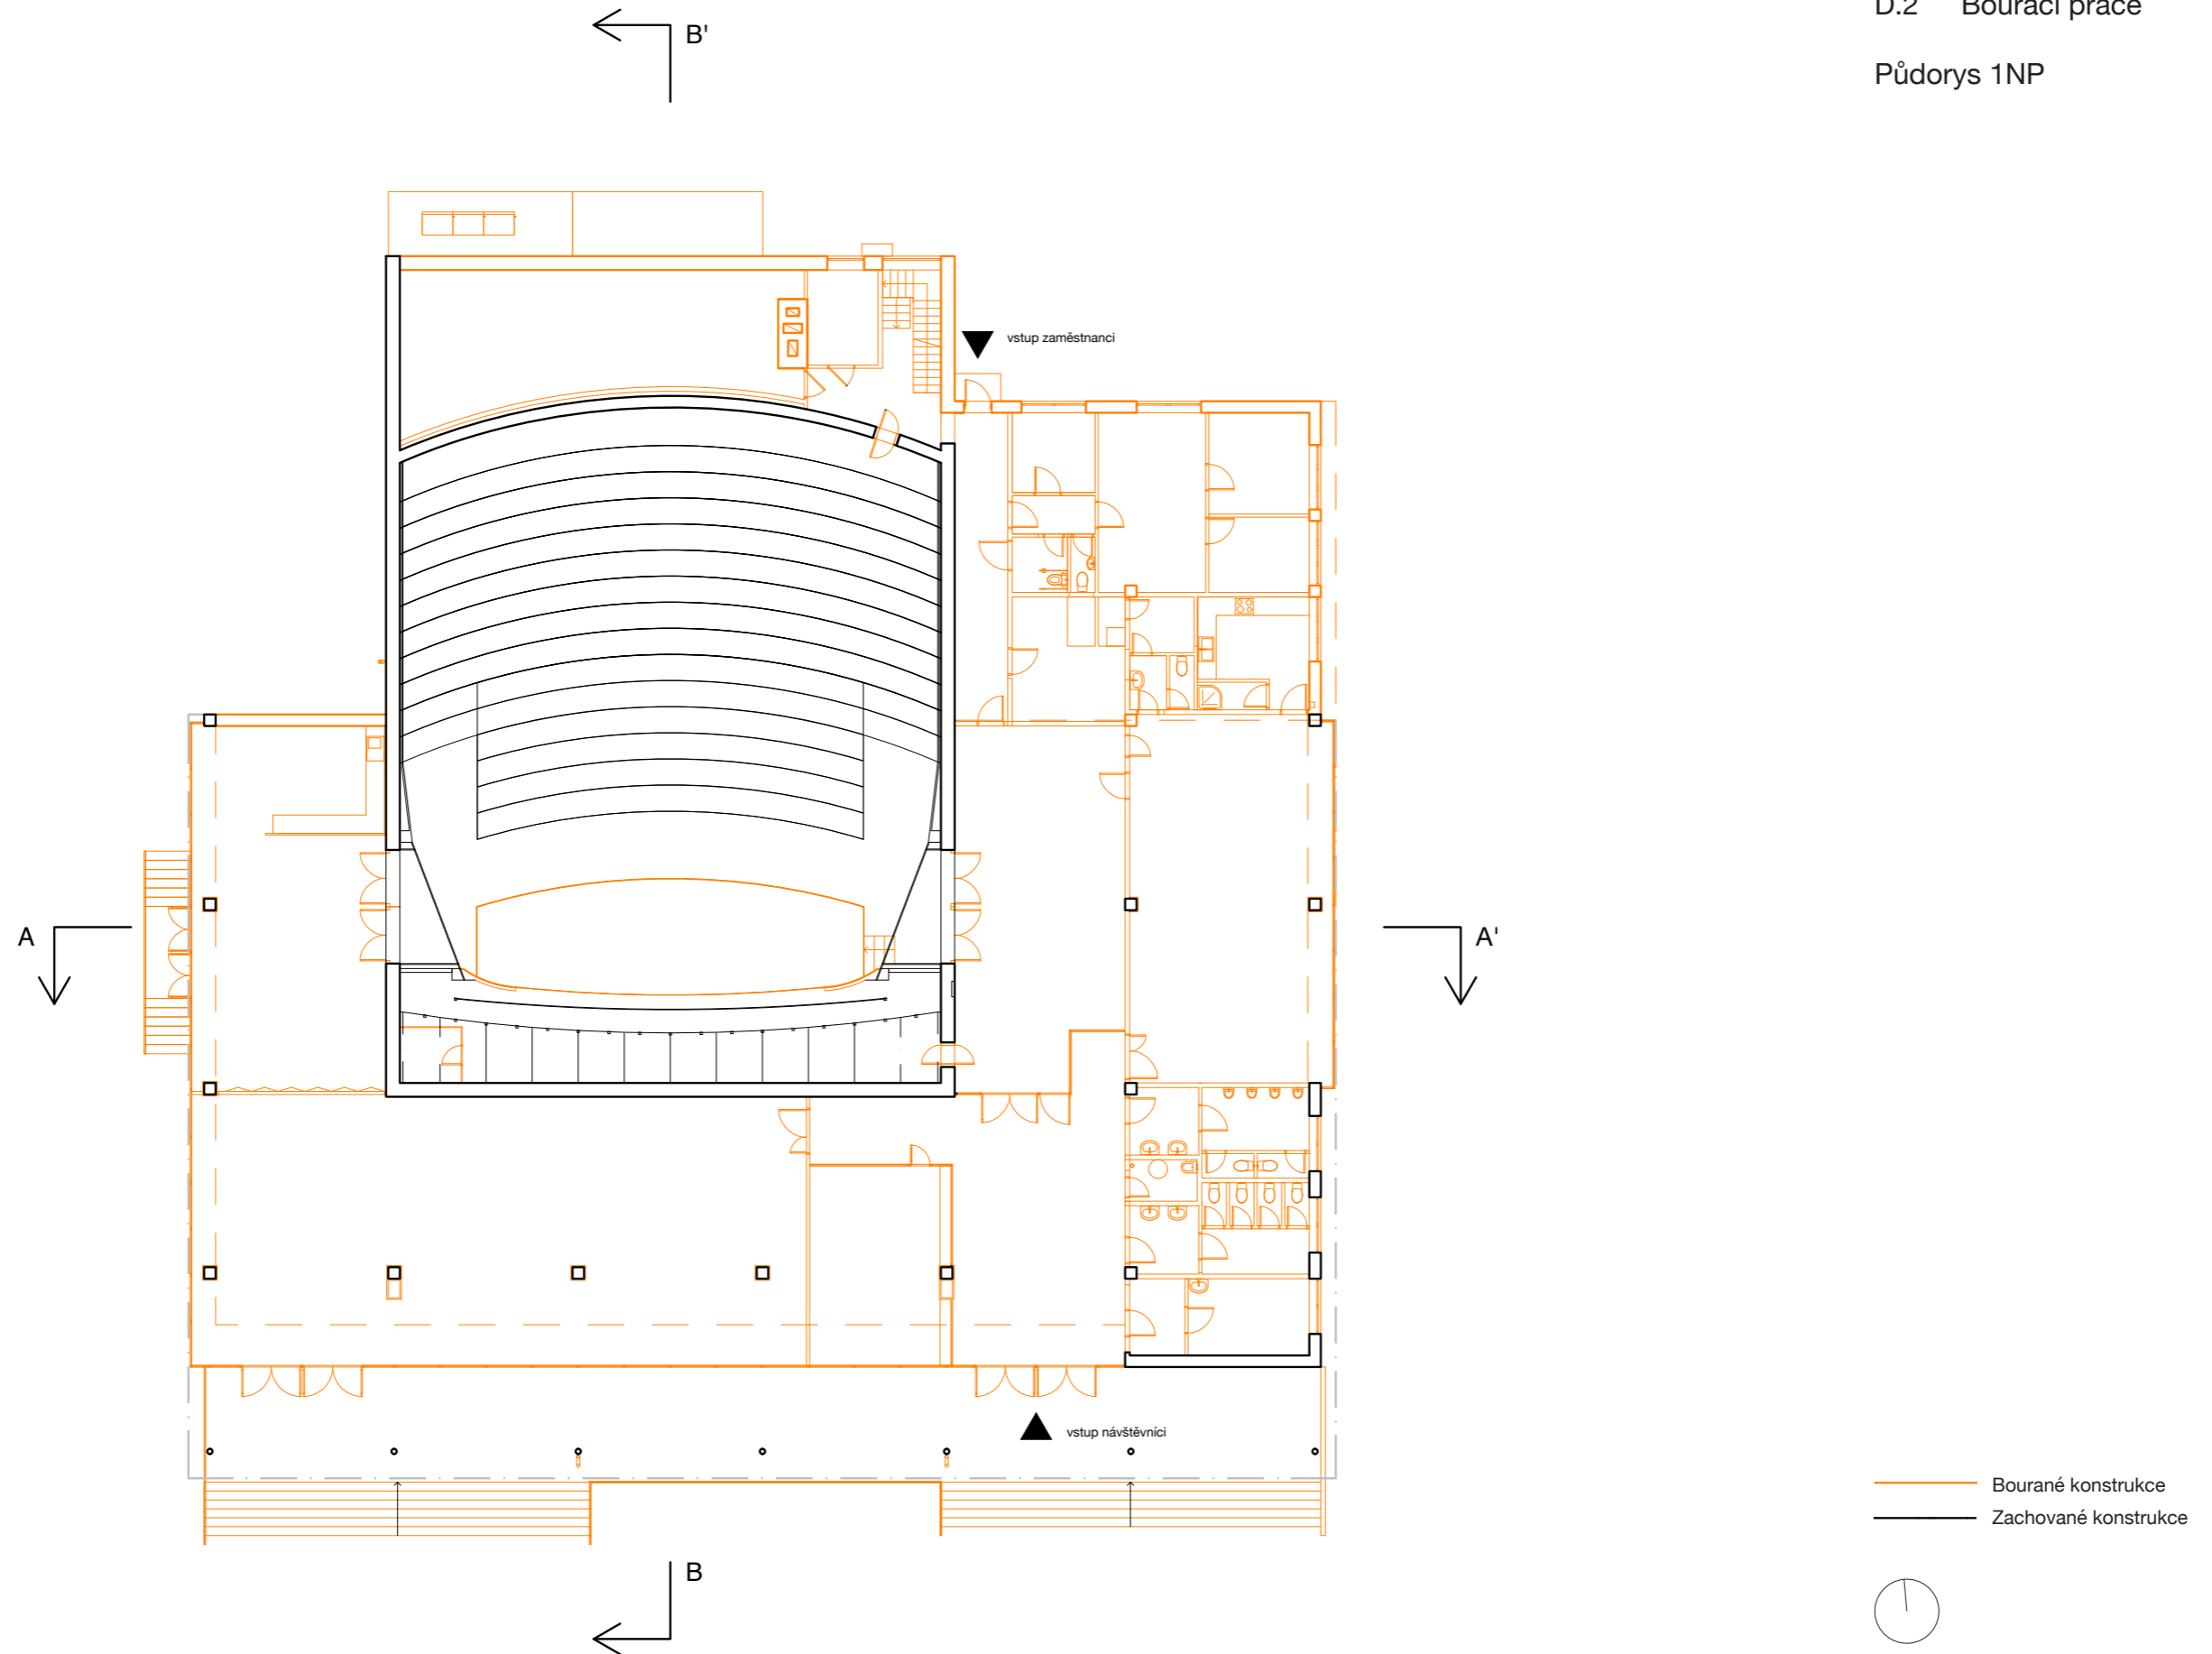 D.2 Bourací práce
B'
Půdorys 1NP
vstup zaměstnanci
A
A'
vstup návštěvníci
Bourané konstrukce
Zachované konstrukce
B